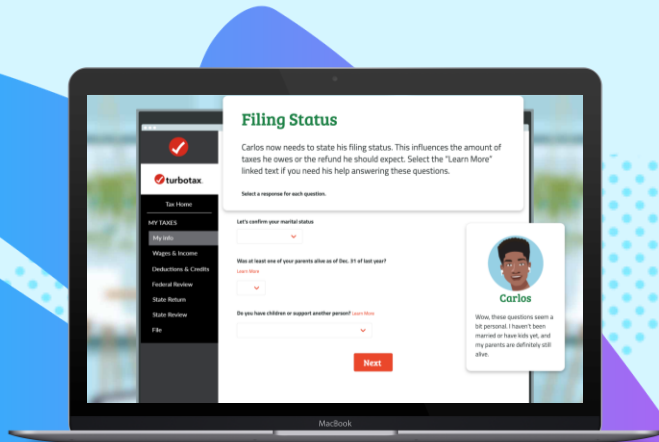 Filing Status
Carlos now needs to state his filing status. This influences the amount of
taxes he owes or the refund he should expect. Select the "Learn More"
linked text if you need his help answering these questions.
Select a response for each question.
turbotax.
Tax Home
MY TAXES
My Info
Wages & Income
Deductions & Credits
Federal Review
State Return
State Review
File
Let's confirm your marital status
Was at least one of your parents alive as of Dec. 31 of last year?
Learn More
Do you have children or support another person? Learn More
Next
Carlos
Wow, these questions seem a
bit personal. I haven't been
married or have kids yet, and
my parents are definitely still
alive.
MacBook